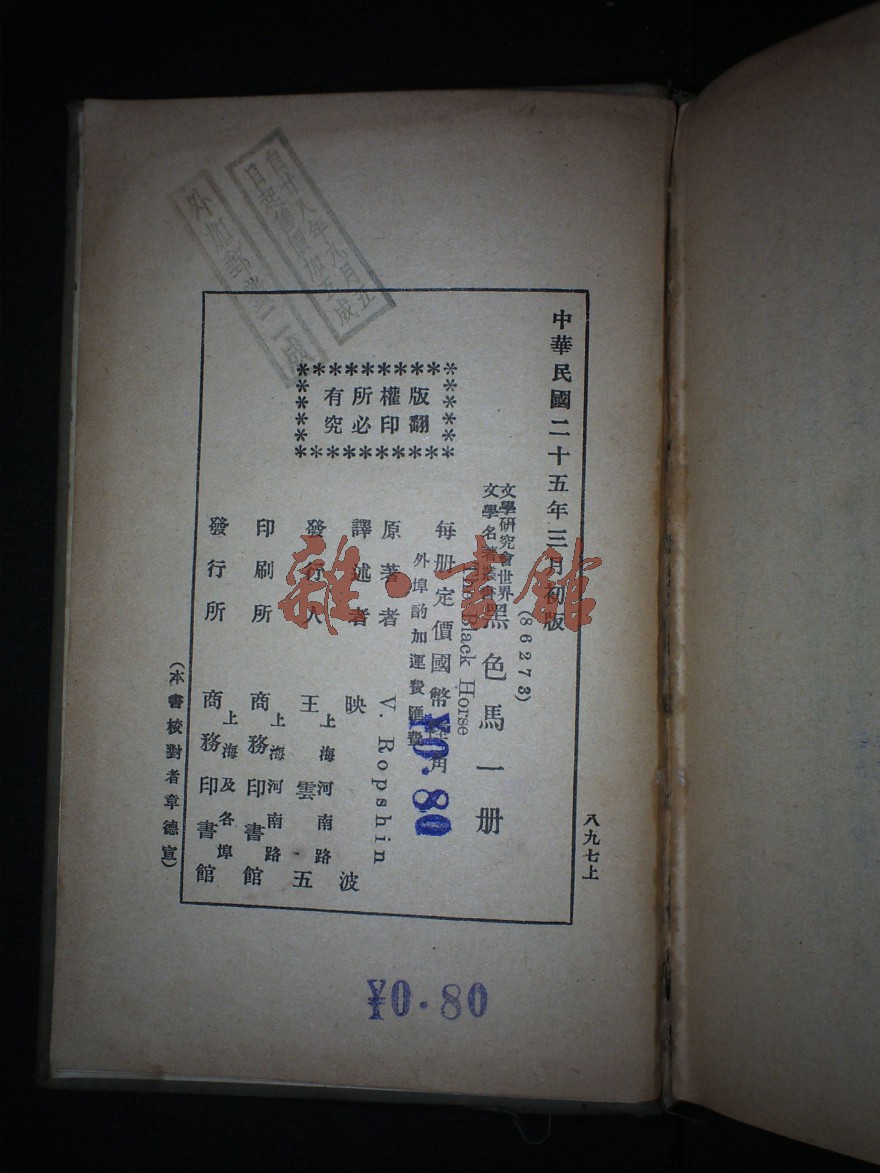 中華民國二十五年三月初版
(86273)
文學研究會世界
文學名著叢書
黑色馬一册
The Black Horse
每册定價國幣 角
¥0.80
外埠酌加運費匯費
原著者 V. Ropshin
譯述者 映波
發行人 王雲五
上海河南路
印刷所 商務印書館
上海河南路
發行所 商務印書館
上海及各埠
版權所有
翻印必究
(本書校對者章德宣)
八九七上
自廿八年九月五
日起售價加五成
外加 二成
¥0.80
雜·書館